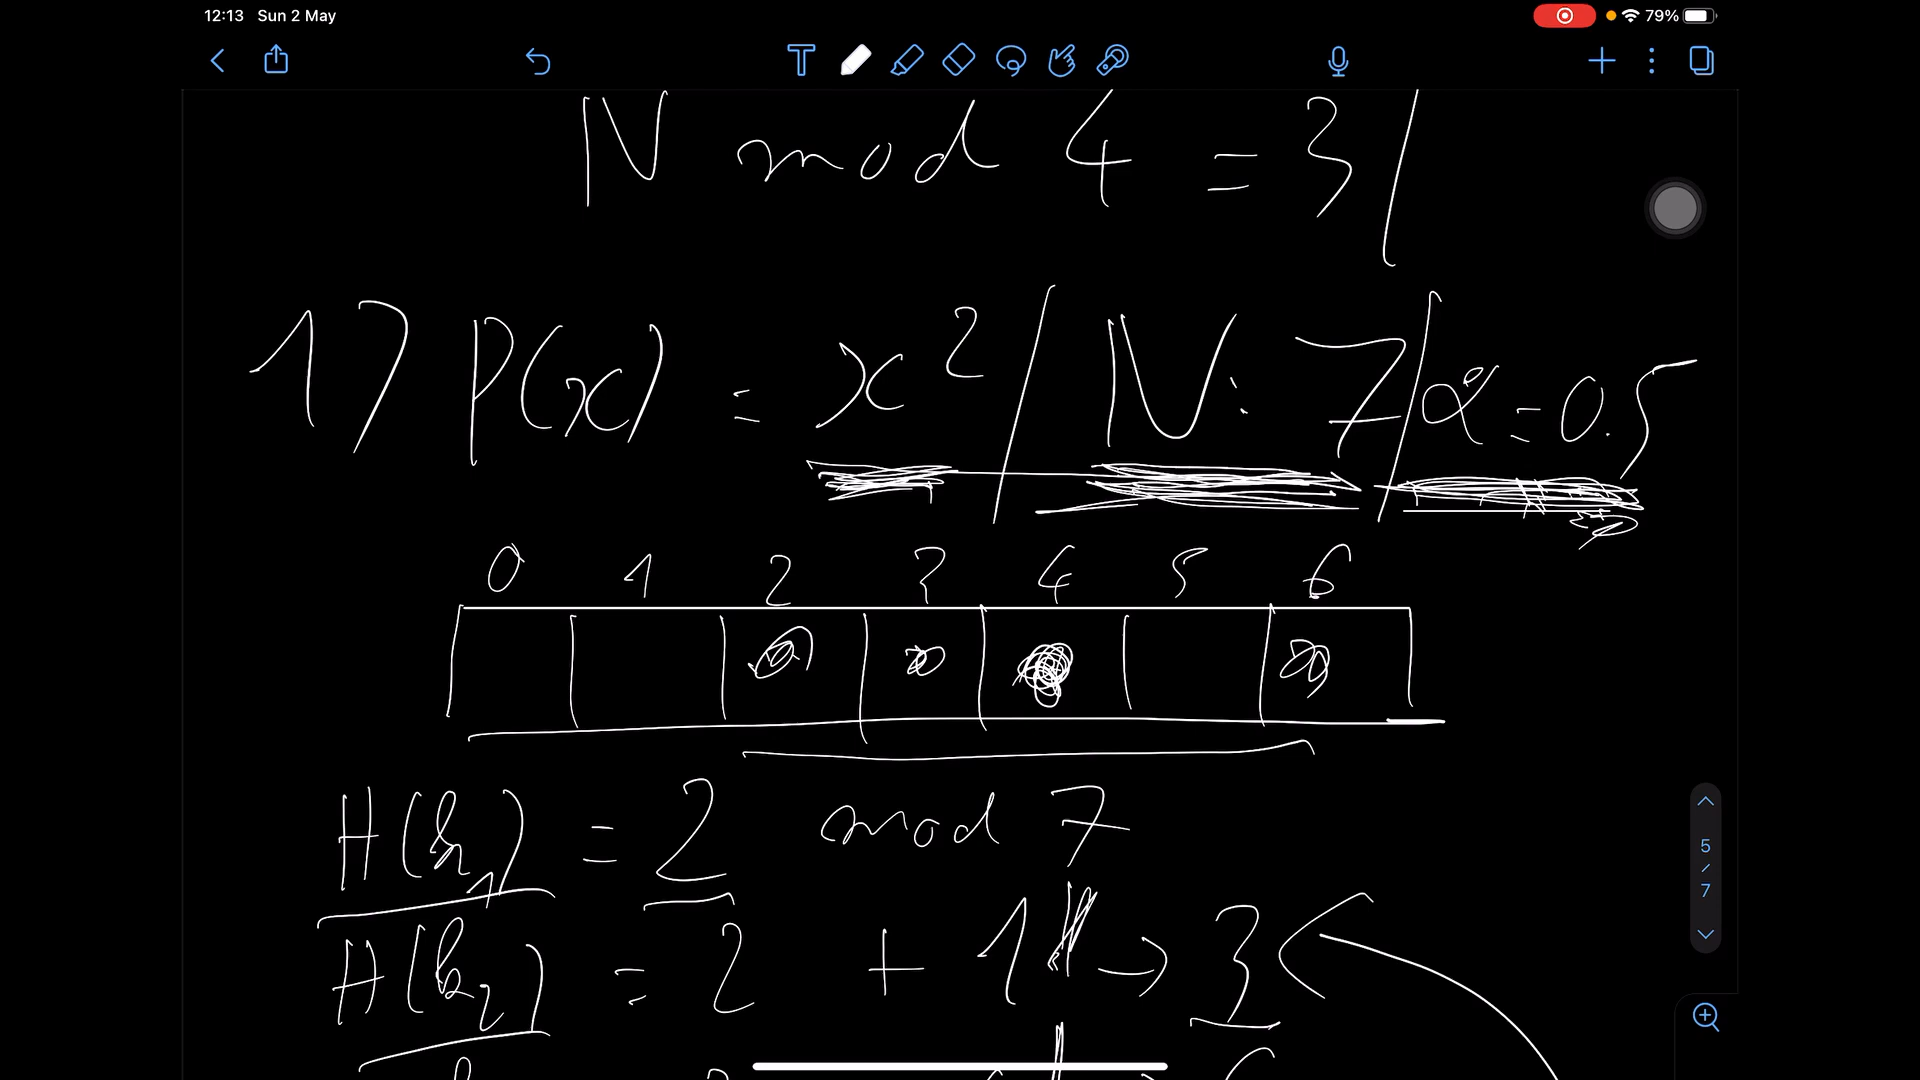 12:13 Sun 2 May 79%
T
N mod 4 = 3
1) P(x) = x² / N: 7 / α = 0.5
0 1 2 3 4 5 6
H(k₁) = 2 mod 7
H(k₂) = 2 + 1 → 3
5 / 7